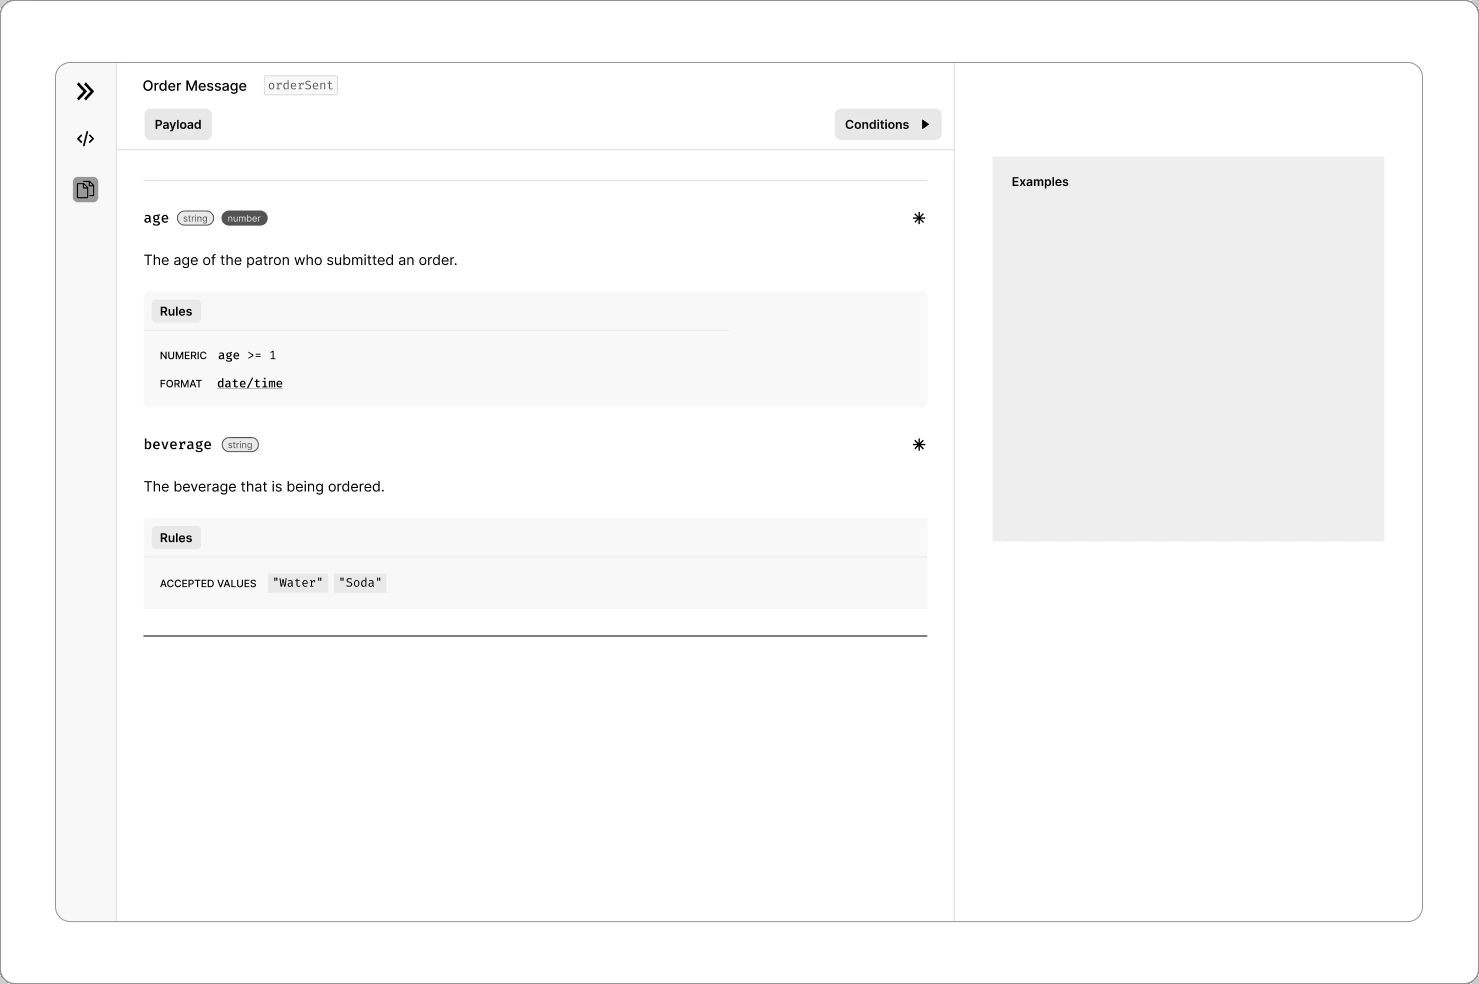 Order Message orderSent
Payload
Conditions
age string number
The age of the patron who submitted an order.
Rules
NUMERIC age >= 1
FORMAT date/time
beverage string
The beverage that is being ordered.
Rules
ACCEPTED VALUES "Water" "Soda"
Examples